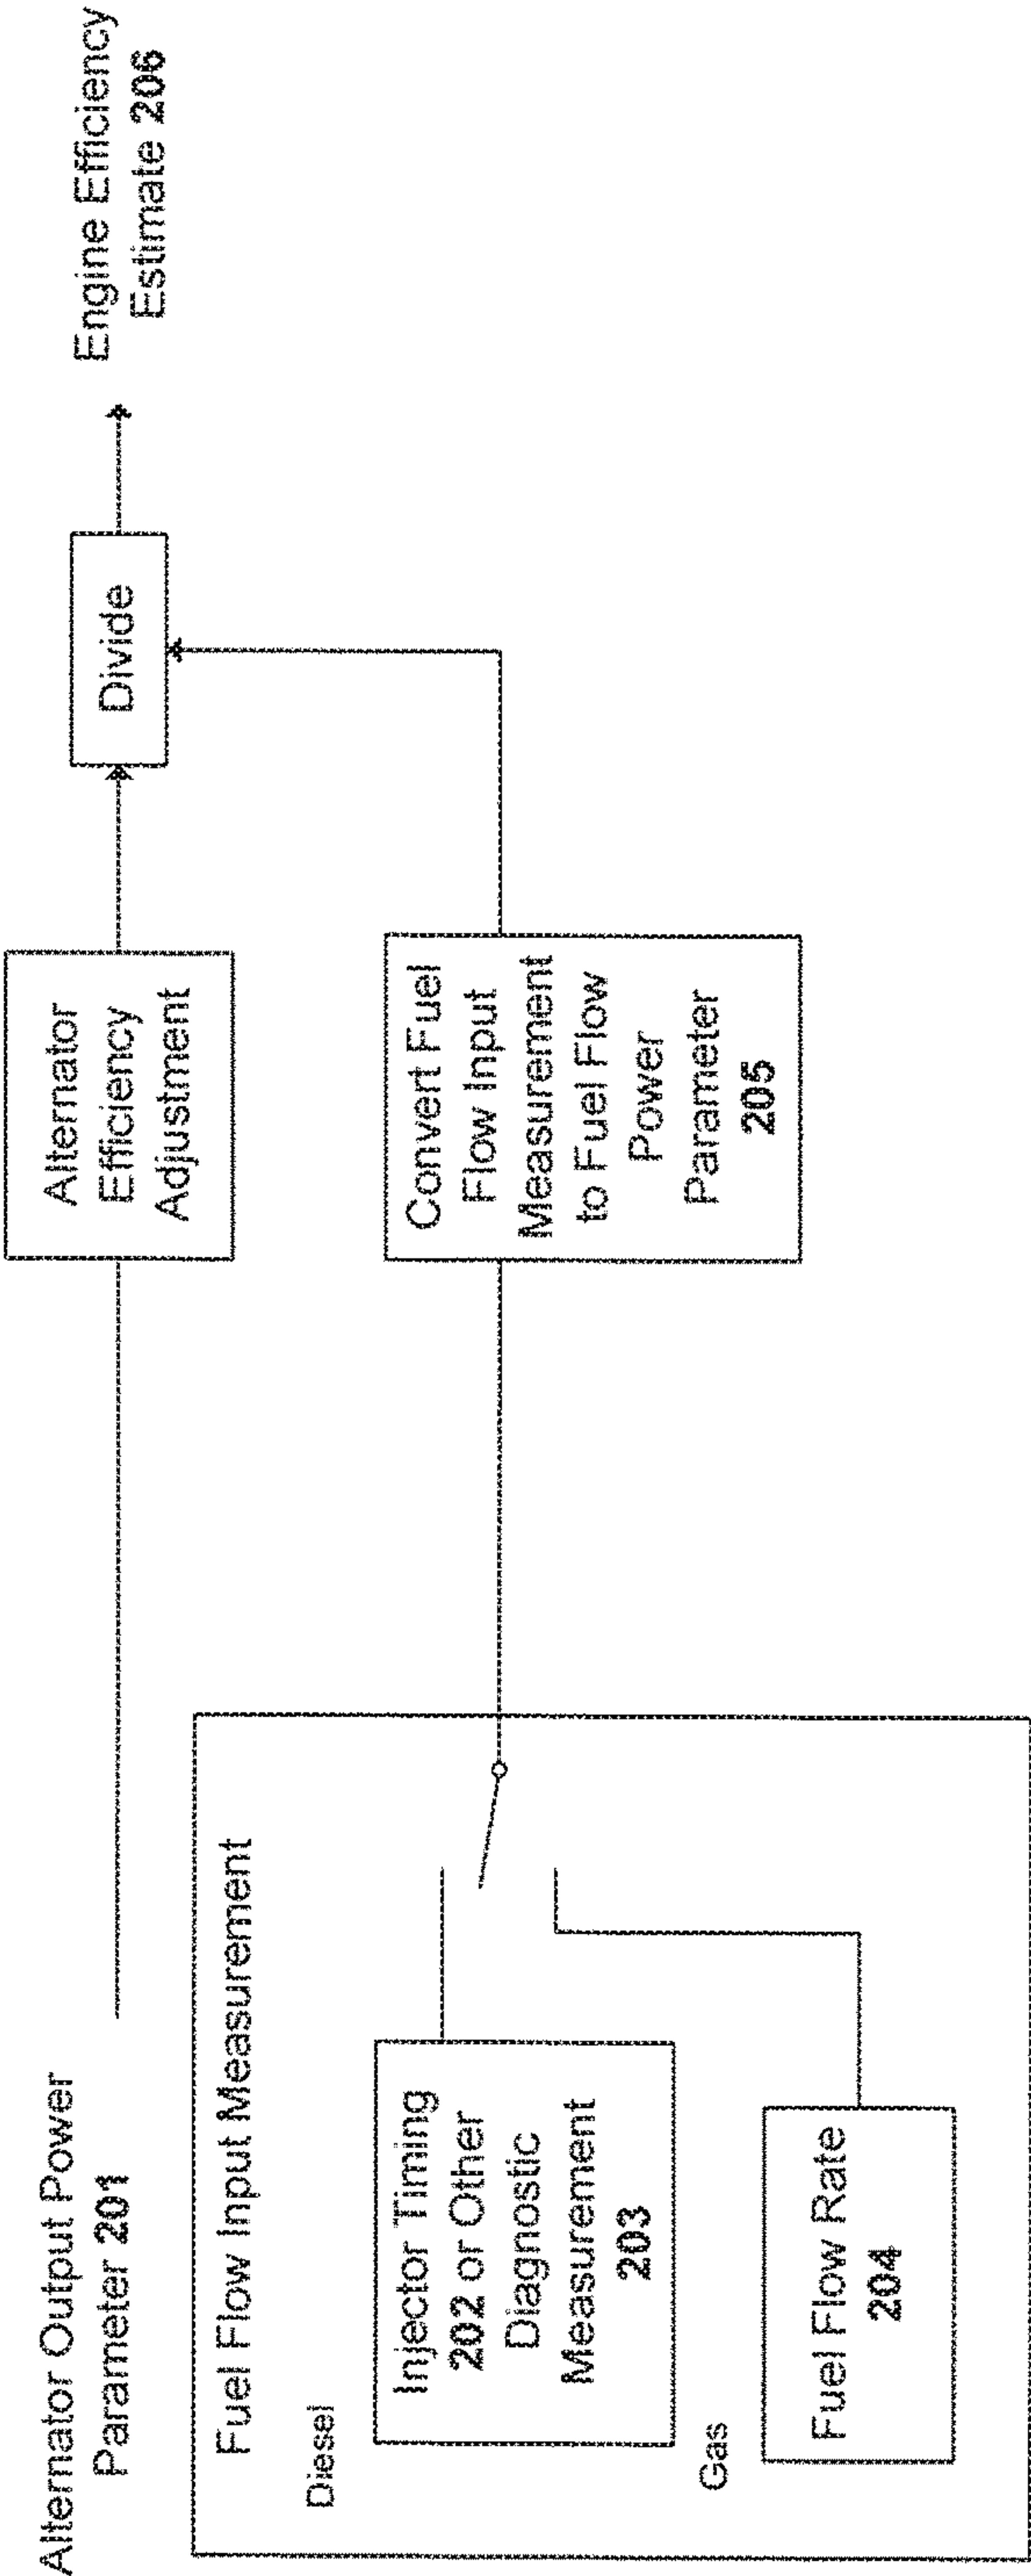 Alternator Output Power
Parameter 201
Alternator
Efficiency
Adjustment
Divide
Engine Efficiency
Estimate 206
Fuel Flow Input Measurement
Diesel
Injector Timing
202 or Other
Diagnostic
Measurement
203
Gas
Fuel Flow Rate
204
Convert Fuel
Flow Input
Measurement
to Fuel Flow
Power
Parameter
205